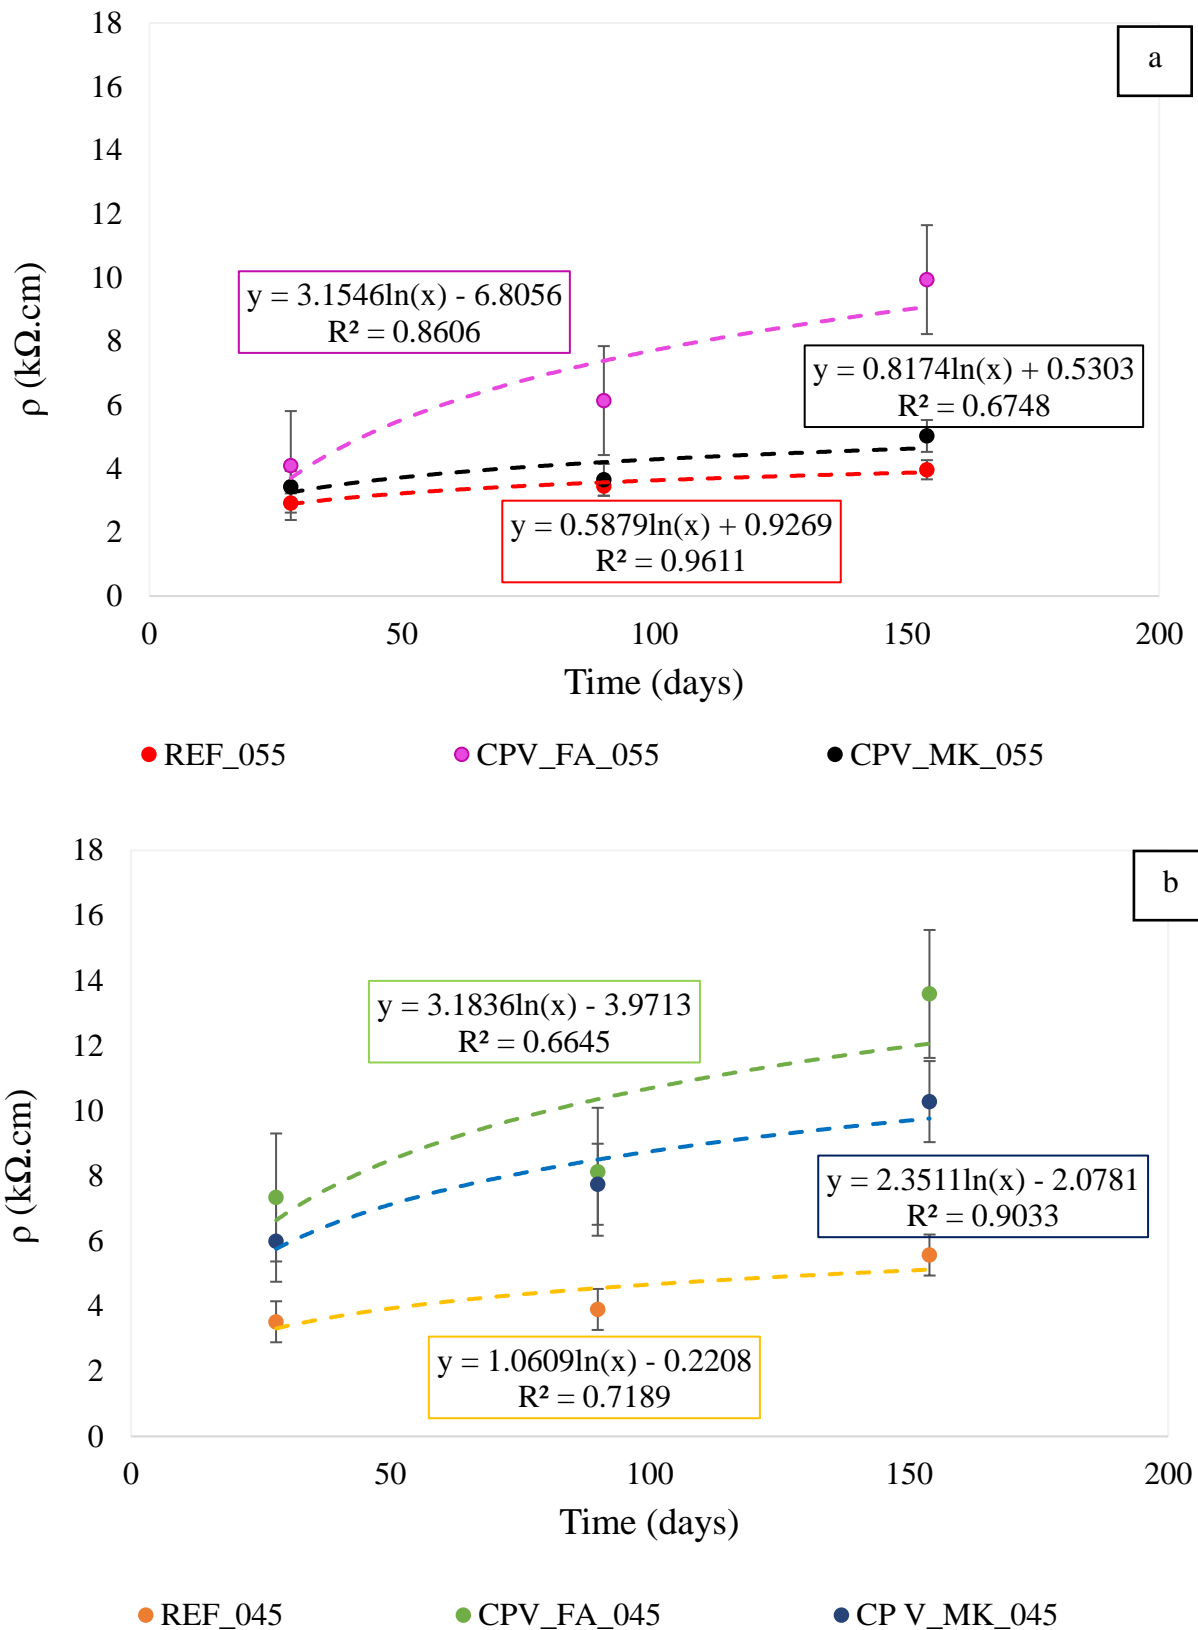 18
16
14
12
10
8
6
4
2
0
ρ (kΩ.cm)
a
y = 3.1546ln(x) - 6.8056
R² = 0.8606
y = 0.8174ln(x) + 0.5303
R² = 0.6748
y = 0.5879ln(x) + 0.9269
R² = 0.9611
0 50 100 150 200
Time (days)
REF_055 CPV_FA_055 CPV_MK_055
18
16
14
12
10
8
6
4
2
0
ρ (kΩ.cm)
b
y = 3.1836ln(x) - 3.9713
R² = 0.6645
y = 2.3511ln(x) - 2.0781
R² = 0.9033
y = 1.0609ln(x) - 0.2208
R² = 0.7189
0 50 100 150 200
Time (days)
REF_045 CPV_FA_045 CP V_MK_045